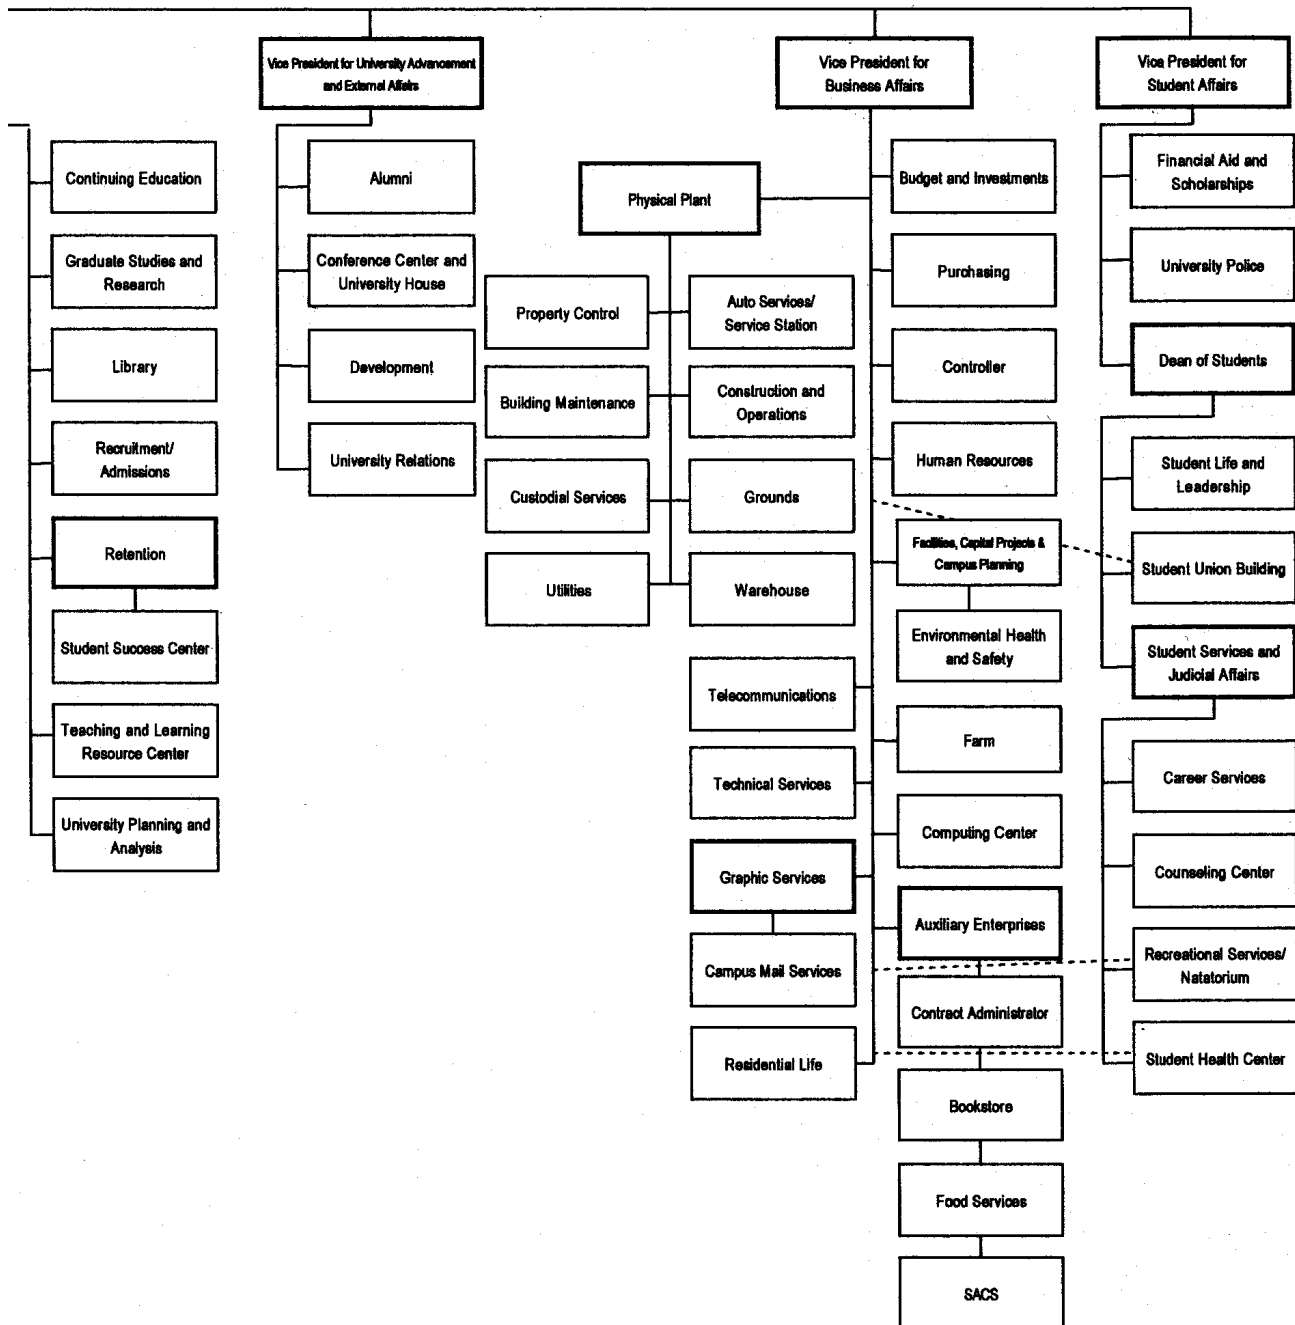 Vice President for University Advancement
and External Affairs
Vice President for
Business Affairs
Vice President for
Student Affairs
Continuing Education
Graduate Studies and
Research
Library
Recruitment/
Admissions
Retention
Student Success Center
Teaching and Learning
Resource Center
University Planning and
Analysis
Alumni
Conference Center and
University House
Development
University Relations
Physical Plant
Property Control
Auto Services/
Service Station
Building Maintenance
Construction and
Operations
Custodial Services
Grounds
Utilities
Warehouse
Telecommunications
Technical Services
Graphic Services
Campus Mail Services
Residential Life
Budget and Investments
Purchasing
Controller
Human Resources
Facilities, Capital Projects &
Campus Planning
Environmental Health
and Safety
Farm
Computing Center
Auxiliary Enterprises
Contract Administrator
Bookstore
Food Services
SACS
Financial Aid and
Scholarships
University Police
Dean of Students
Student Life and
Leadership
Student Union Building
Student Services and
Judicial Affairs
Career Services
Counseling Center
Recreational Services/
Natatorium
Student Health Center